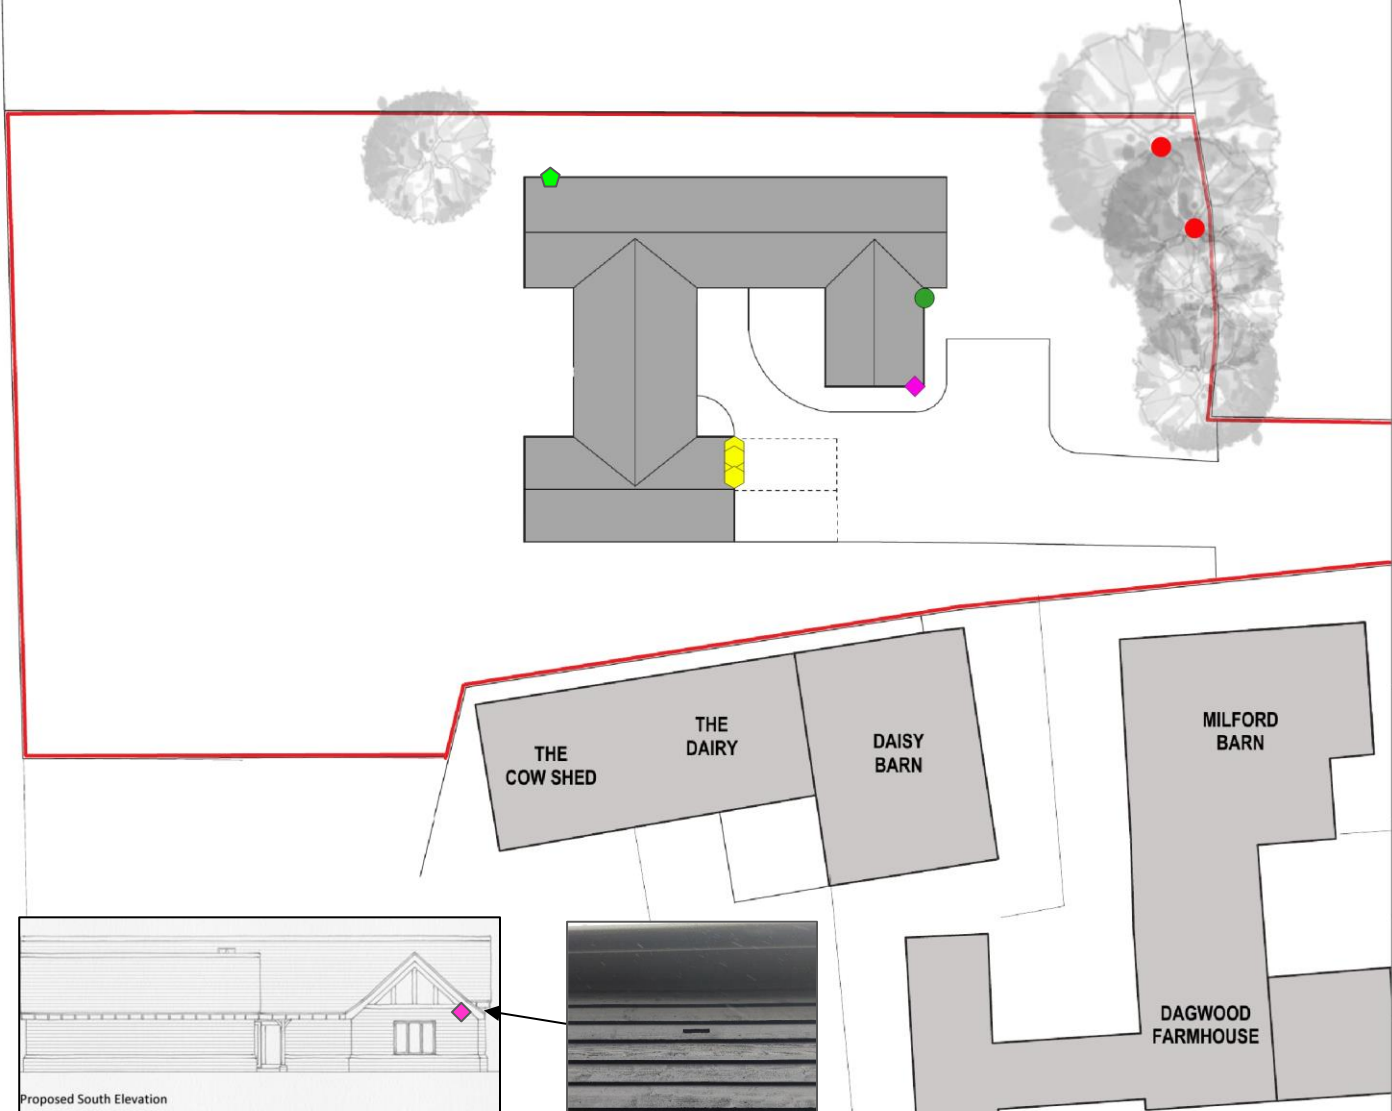 THE
COW SHED
THE
DAIRY
DAISY
BARN
MILFORD
BARN
DAGWOOD
FARMHOUSE
Proposed South Elevation